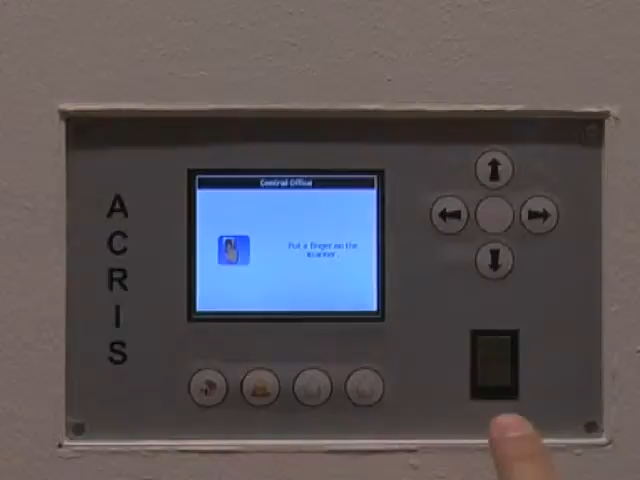 ACRIS
Central Office
Put a finger on the
scanner.